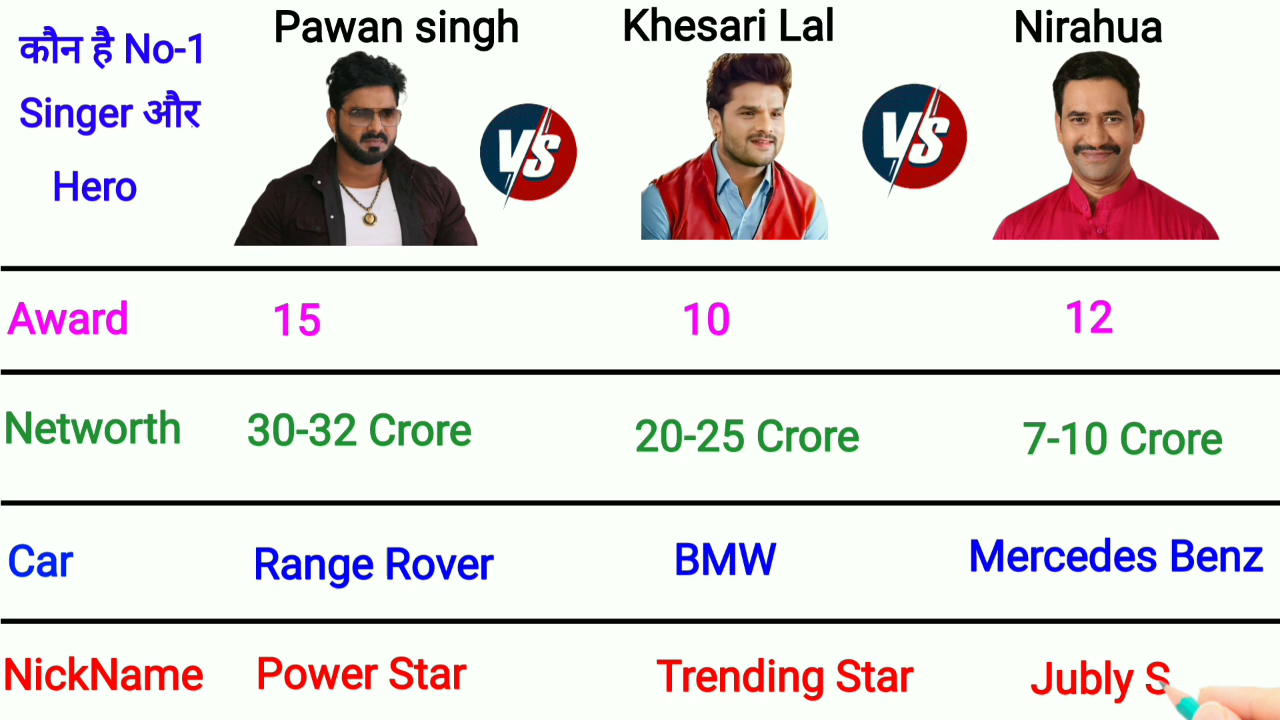 कौन है No-1
Singer और
Hero
Pawan singh
VS
Khesari Lal
VS
Nirahua
Award 15 10 12
Networth 30-32 Crore 20-25 Crore 7-10 Crore
Car Range Rover BMW Mercedes Benz
NickName Power Star Trending Star Jubly S